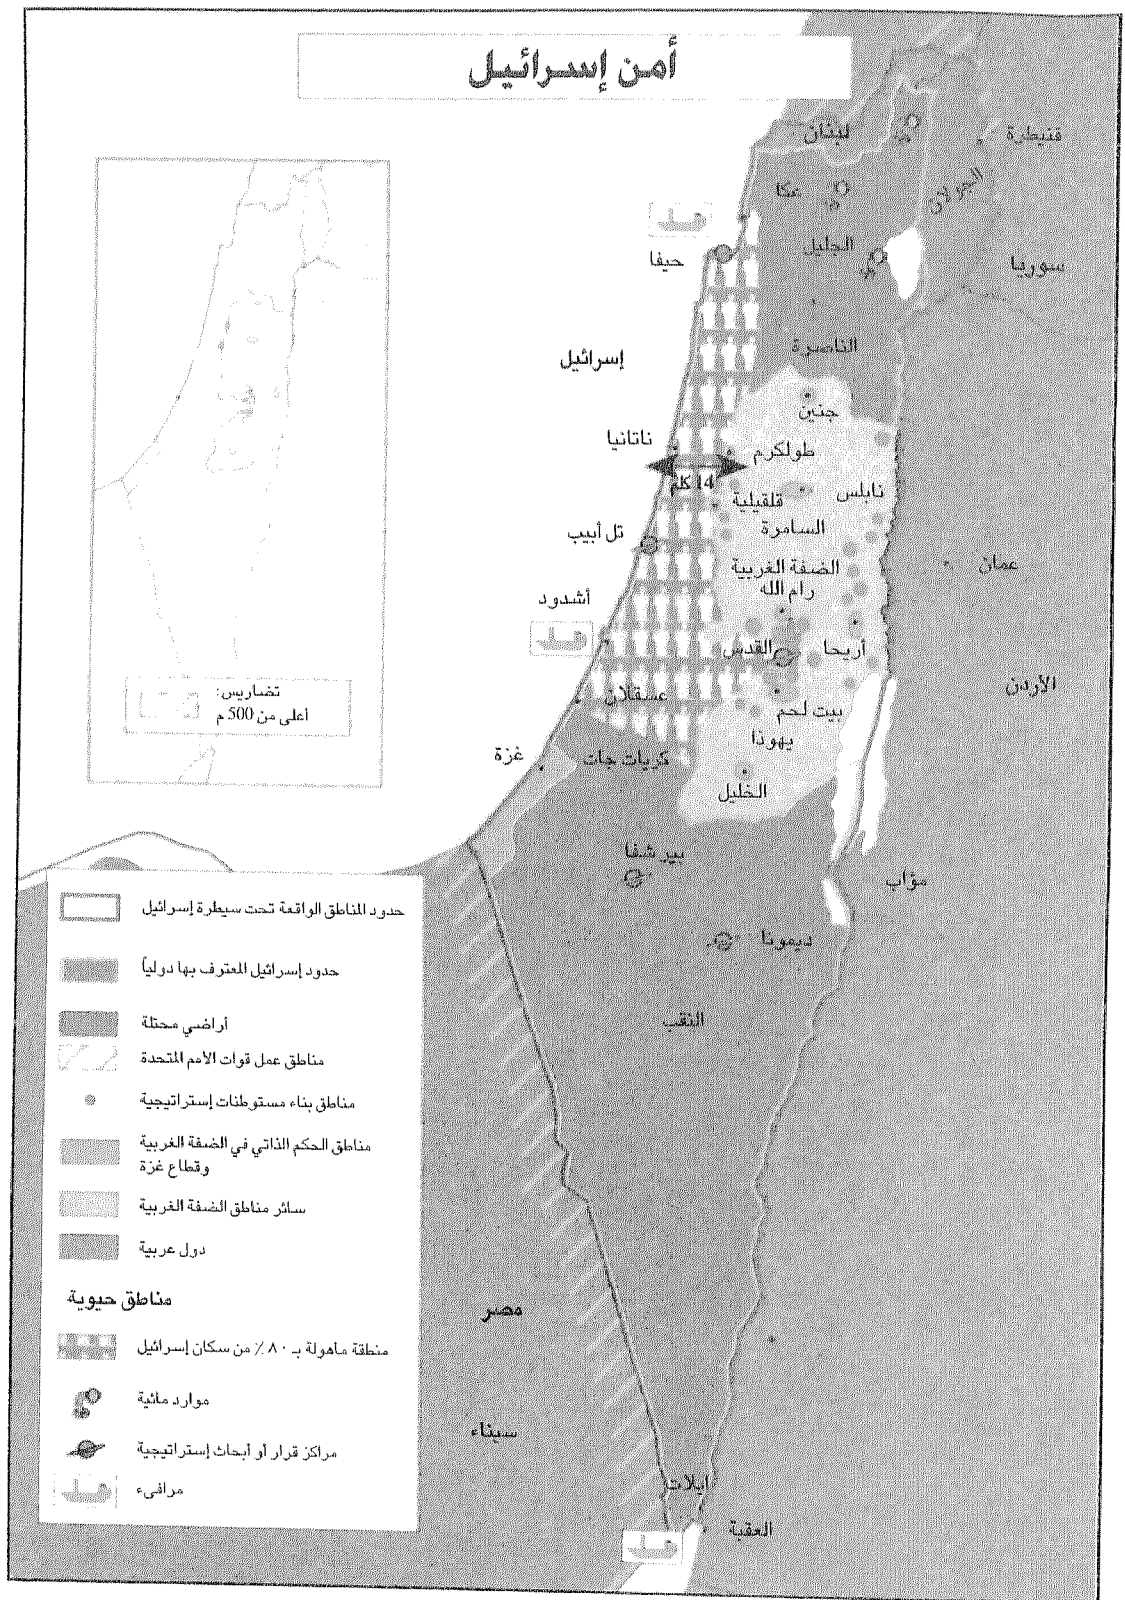 أمن إسرائيل
لبنان
قنيطرة
عكا
الجولان
الجليل
سوريا
حيفا
الناصرة
إسرائيل
جنين
ناتانيا
طولكرم
14 كلم
نابلس
قلقيلية
السامرة
تل أبيب
الضفة الغربية
عمان
رام الله
أشدود
القدس
أريحا
الأردن
عسقلان
بيت لحم
يهوذا
غزة
كريات جات
الخليل
بير شفا
مؤاب
ديمونا
النقب
مصر
سيناء
ايلات
العقبة
تضاريس:
أعلى من 500 م
حدود المناطق الواقعة تحت سيطرة إسرائيل
حدود إسرائيل المعترف بها دولياً
أراضي محتلة
مناطق عمل قوات الأمم المتحدة
مناطق بناء مستوطنات إستراتيجية
مناطق الحكم الذاتي في الضفة الغربية
وقطاع غزة
سائر مناطق الضفة الغربية
دول عربية
مناطق حيوية
منطقة مأهولة بـ ٨٠٪ من سكان إسرائيل
موارد مائية
مراكز قرار أو أبحاث إستراتيجية
مرافىء